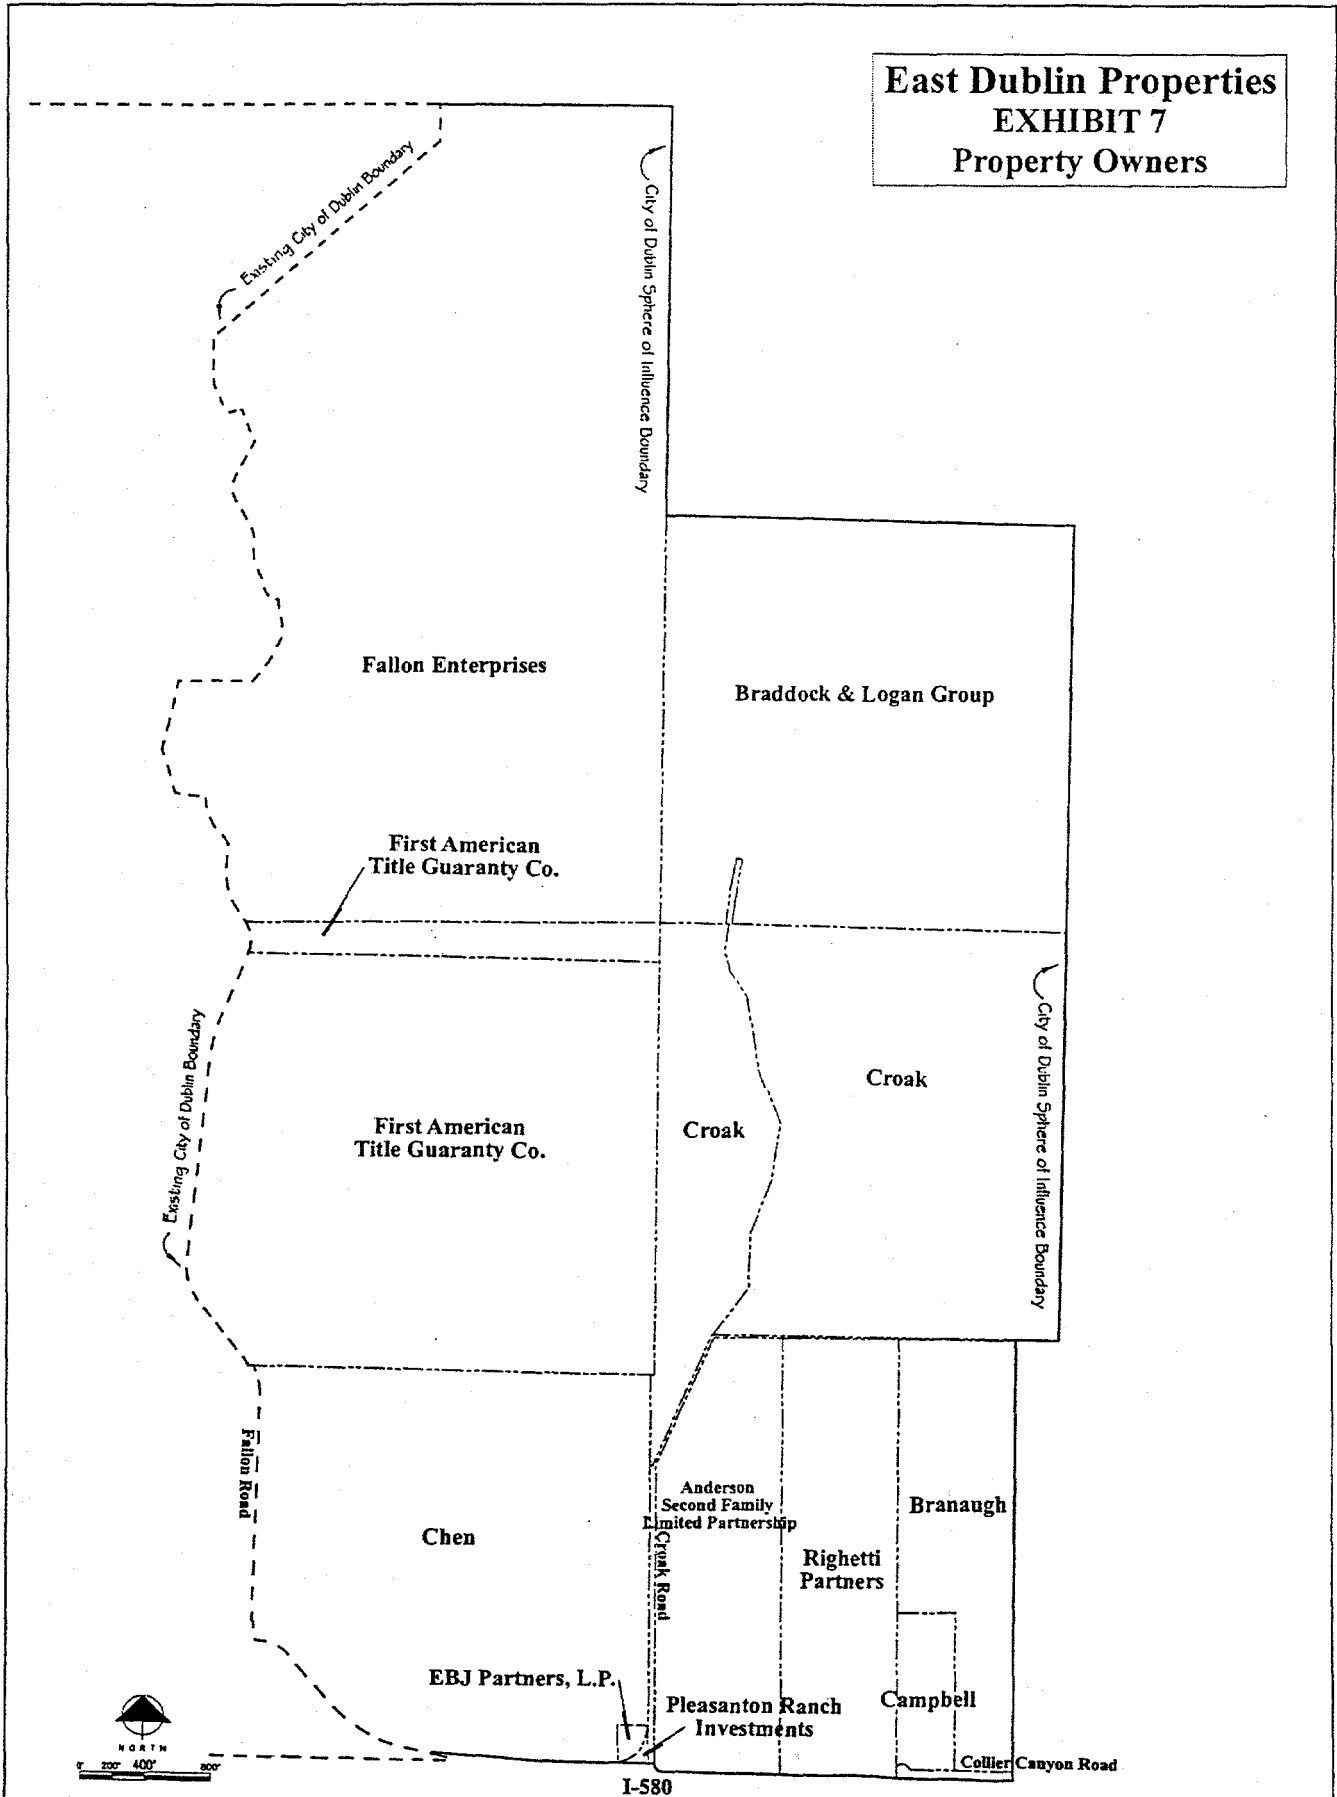 East Dublin Properties
EXHIBIT 7
Property Owners
Existing City of Dublin Boundary
City of Dublin Sphere of Influence Boundary
Fallon Enterprises
Braddock & Logan Group
First American
Title Guaranty Co.
Existing City of Dublin Boundary
First American
Title Guaranty Co.
Croak
Croak
City of Dublin Sphere of Influence Boundary
Fallon Road
Chen
Croak Road
Anderson
Second Family
Limited Partnership
Righetti
Partners
Branaugh
EBJ Partners, L.P.
Pleasanton Ranch
Investments
Campbell
Collier Canyon Road
I-580
NORTH
0' 200' 400' 800'